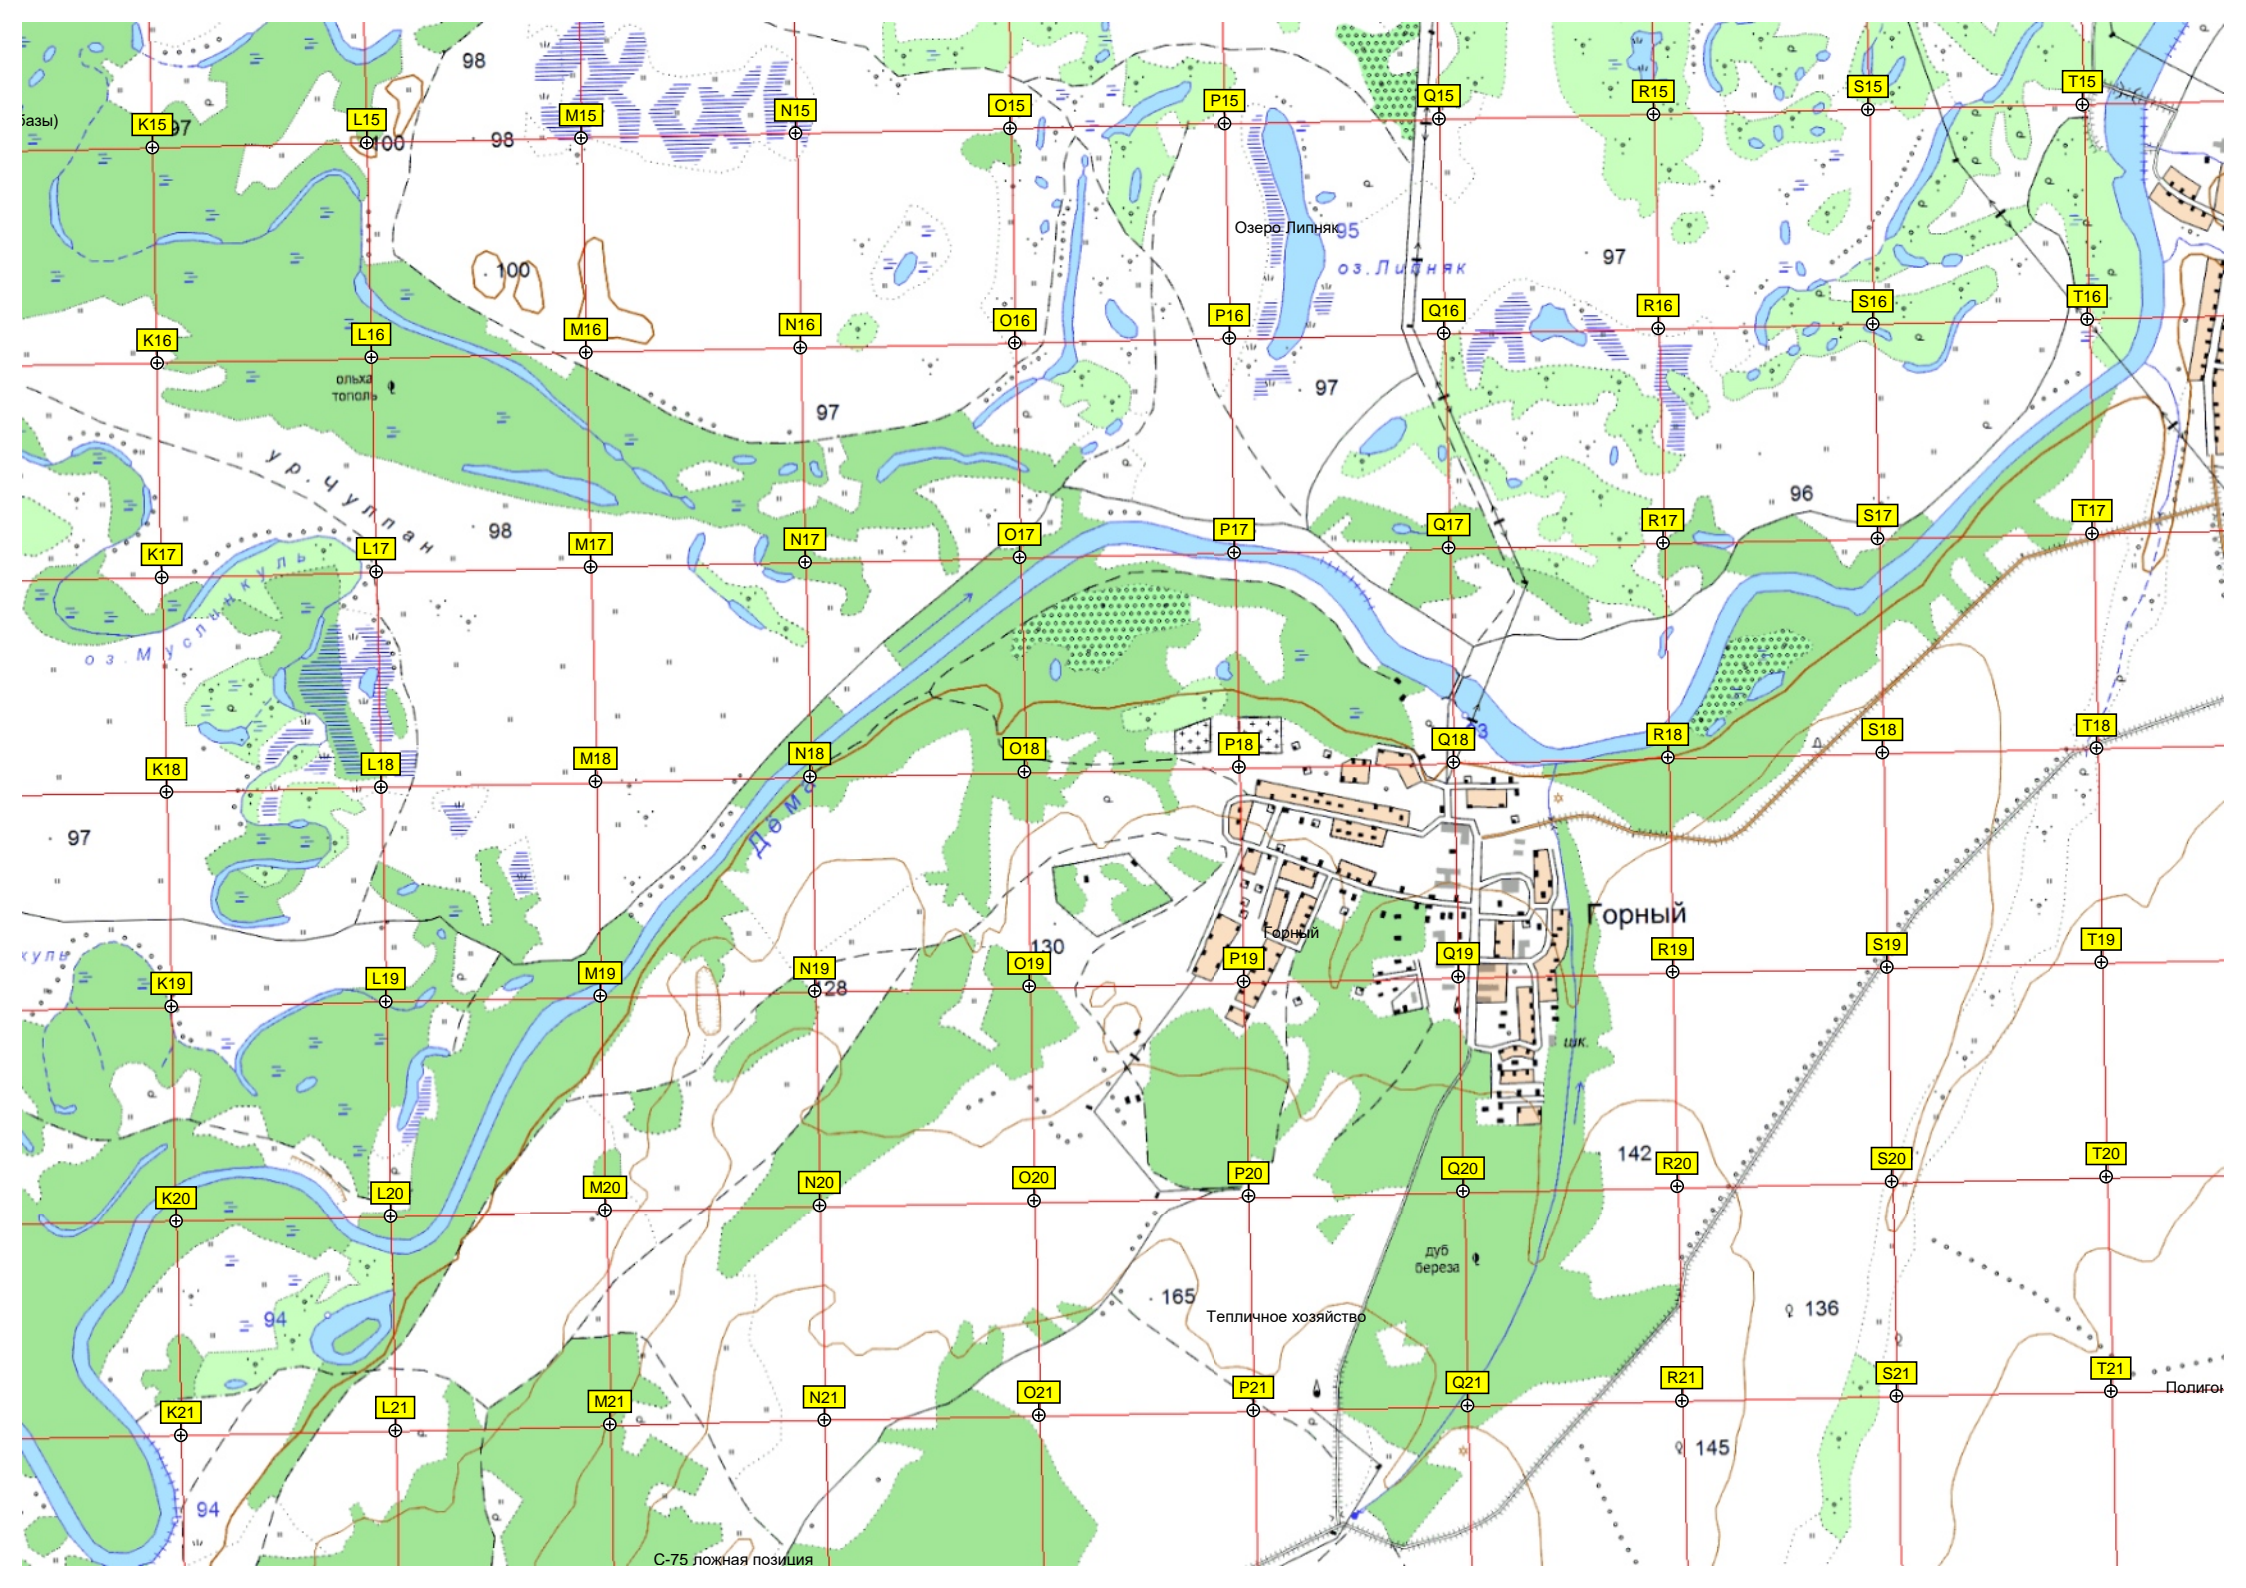 98
K15
97
L15
100
98
M15
N15
O15
P15
Q15
R15
S15
T15
базы)
Озеро Липняк
95
оз.Липняк
97
100
K16
L16
M16
N16
O16
P16
Q16
R16
S16
T16
ольха
тополь
97
97
ур.Чуплан
98
96
K17
L17
M17
N17
O17
P17
Q17
R17
S17
T17
оз.Муслынкуль
K18
L18
M18
N18
O18
P18
Q18
R18
S18
T18
97
Дема
Горный
Горный
130
куль
K19
L19
M19
N19
128
O19
P19
Q19
R19
S19
T19
шк.
142
K20
L20
M20
N20
O20
P20
Q20
R20
S20
T20
дуб
береза
94
165
Тепличное хозяйство
136
K21
L21
M21
N21
O21
P21
Q21
R21
S21
T21
Полигон
145
94
С-75 ложная позиция